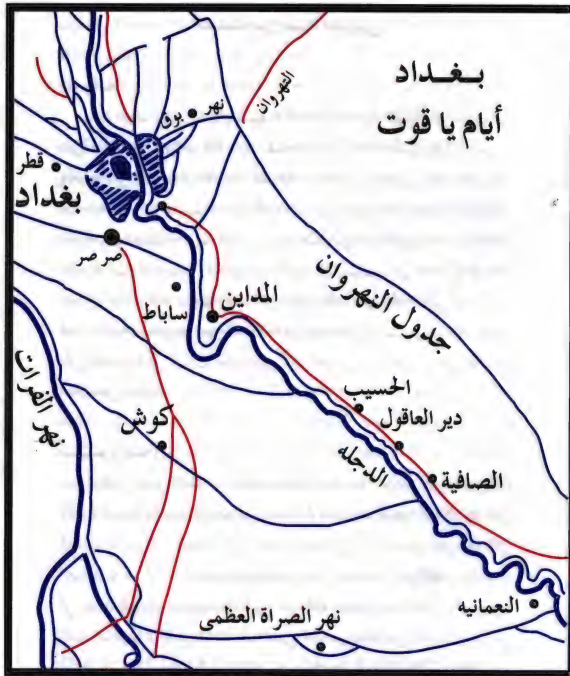 بغداد
أيام ياقوت
النهروان
نهر بوق
قطر
بغداد
صرصر
ساباط
المداين
جدول النهروان
نهر الفرات
كوش
الحسيب
دير العاقول
الدجله
الصافية
النعمانيه
نهر الصراة العظمى